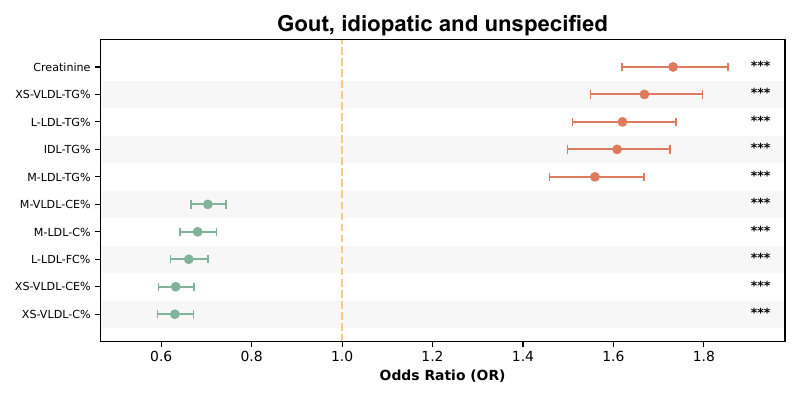 Gout, idiopatic and unspecified
Creatinine ***
XS-VLDL-TG% ***
L-LDL-TG% ***
IDL-TG% ***
M-LDL-TG% ***
M-VLDL-CE% ***
M-LDL-C% ***
L-LDL-FC% ***
XS-VLDL-CE% ***
XS-VLDL-C% ***
0.6 0.8 1.0 1.2 1.4 1.6 1.8
Odds Ratio (OR)